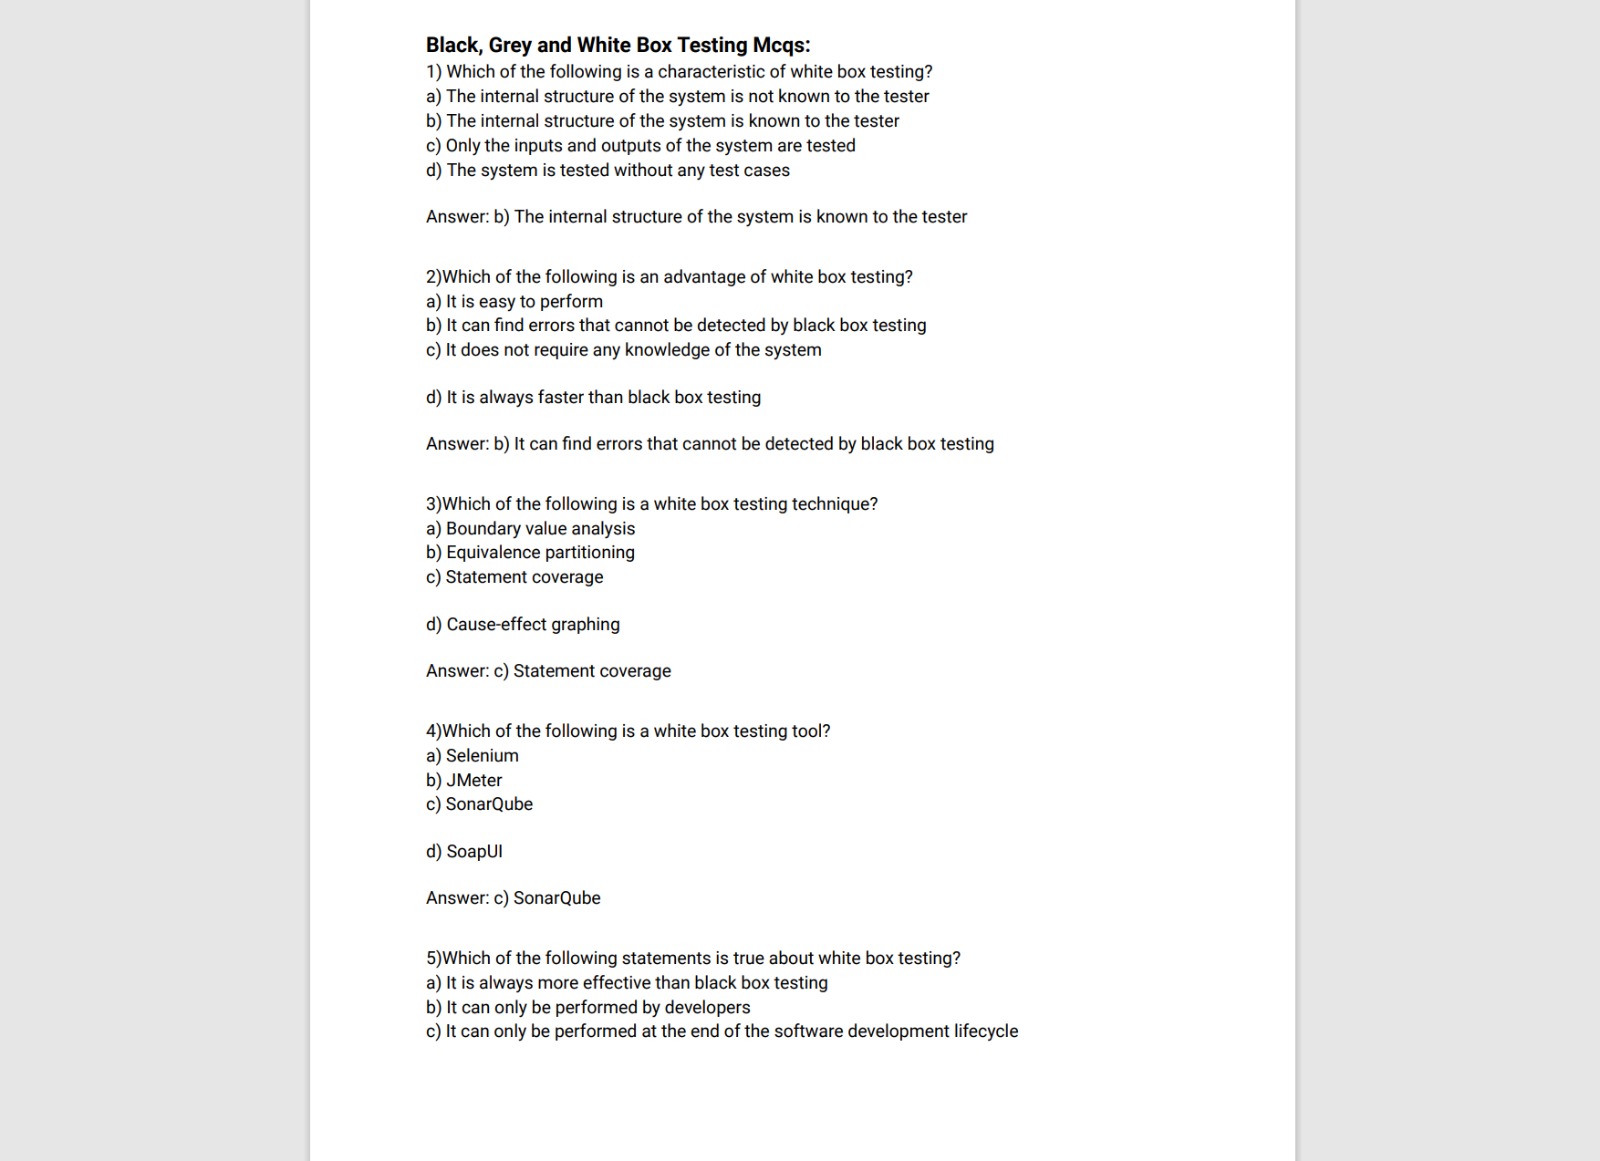 Black, Grey and White Box Testing Mcqs:
1) Which of the following is a characteristic of white box testing?
a) The internal structure of the system is not known to the tester
b) The internal structure of the system is known to the tester
c) Only the inputs and outputs of the system are tested
d) The system is tested without any test cases
Answer: b) The internal structure of the system is known to the tester
2)Which of the following is an advantage of white box testing?
a) It is easy to perform
b) It can find errors that cannot be detected by black box testing
c) It does not require any knowledge of the system
d) It is always faster than black box testing
Answer: b) It can find errors that cannot be detected by black box testing
3)Which of the following is a white box testing technique?
a) Boundary value analysis
b) Equivalence partitioning
c) Statement coverage
d) Cause-effect graphing
Answer: c) Statement coverage
4)Which of the following is a white box testing tool?
a) Selenium
b) JMeter
c) SonarQube
d) SoapUI
Answer: c) SonarQube
5)Which of the following statements is true about white box testing?
a) It is always more effective than black box testing
b) It can only be performed by developers
c) It can only be performed at the end of the software development lifecycle